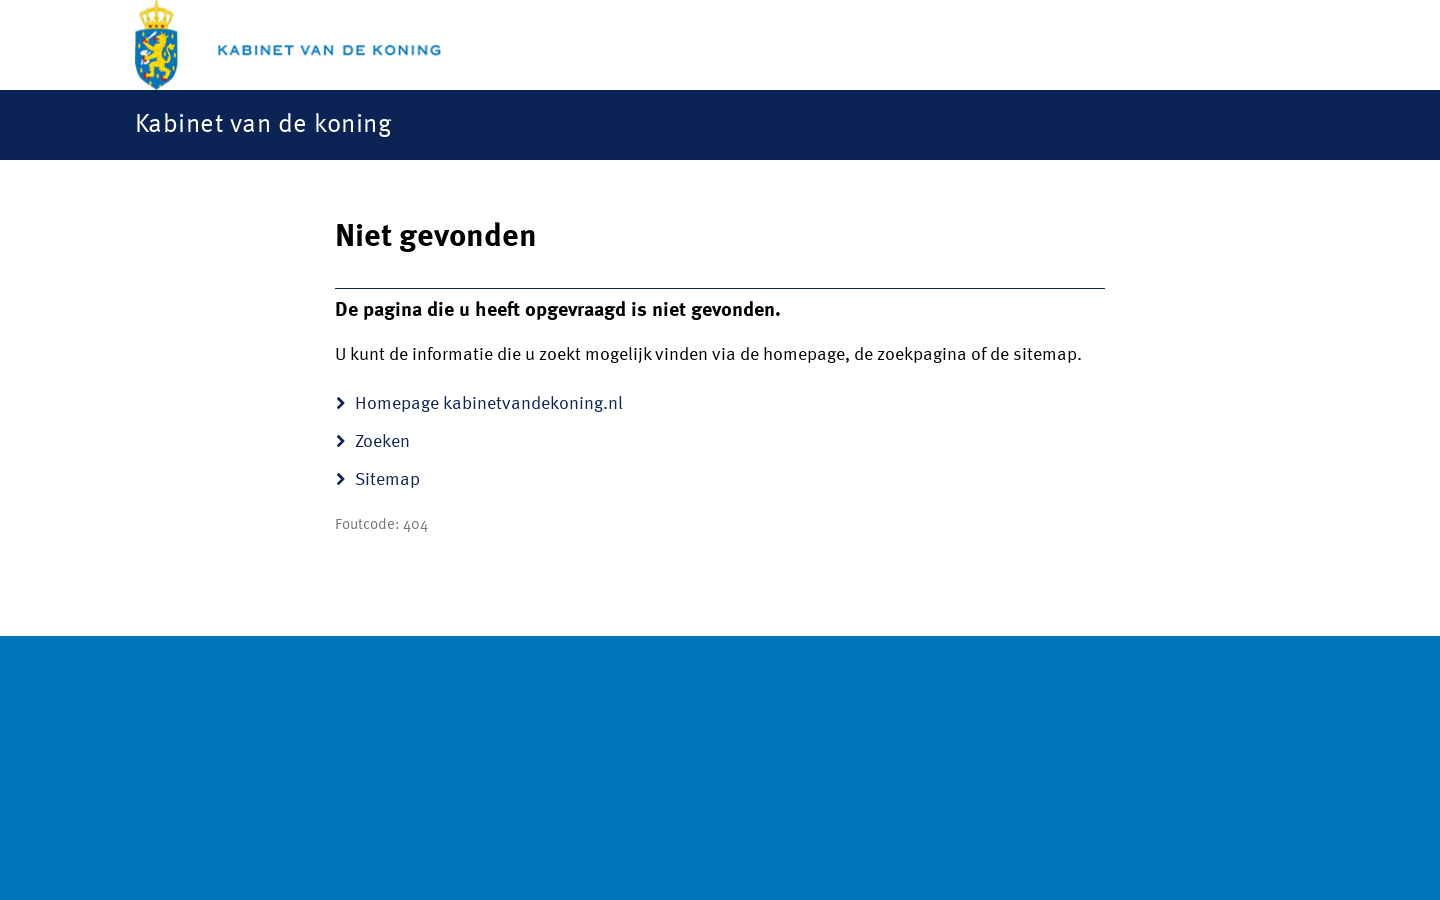 KABINET VAN DE KONING
Kabinet van de koning
Niet gevonden
De pagina die u heeft opgevraagd is niet gevonden.
U kunt de informatie die u zoekt mogelijk vinden via de homepage, de zoekpagina of de sitemap.
Homepage kabinetvandekoning.nl
Zoeken
Sitemap
Foutcode: 404